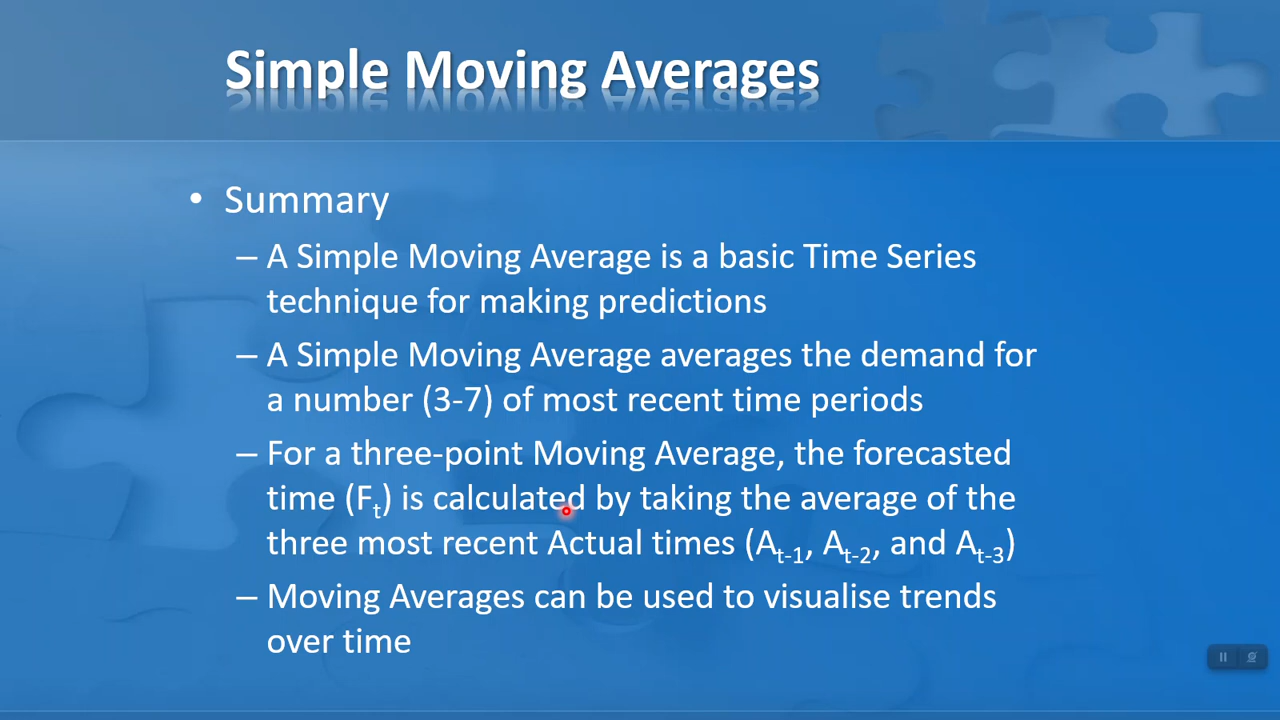 Simple Moving Averages
• Summary
– A Simple Moving Average is a basic Time Series
technique for making predictions
– A Simple Moving Average averages the demand for
a number (3-7) of most recent time periods
– For a three-point Moving Average, the forecasted
time (Fₜ) is calculated by taking the average of the
three most recent Actual times (Aₜ₋₁, Aₜ₋₂, and Aₜ₋₃)
– Moving Averages can be used to visualise trends
over time